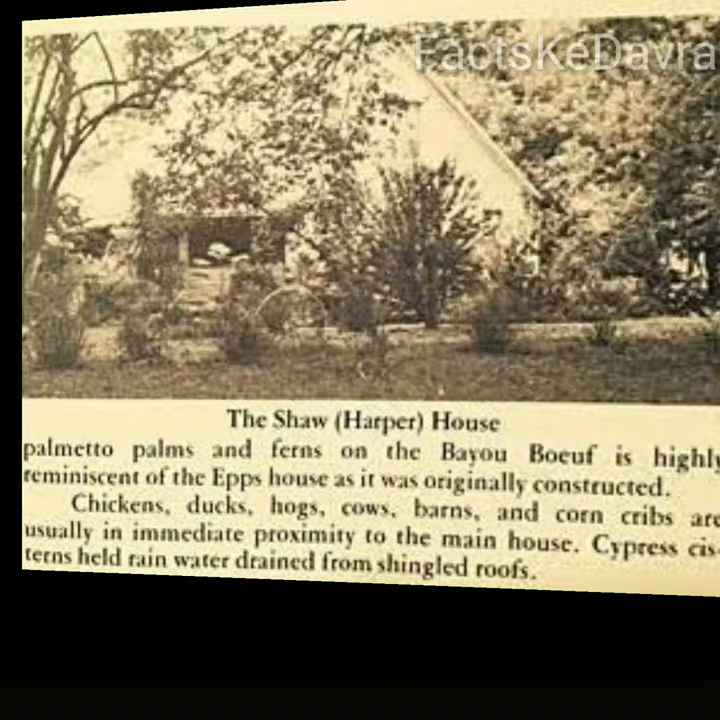 FactsKeDavra
The Shaw (Harper) House
palmetto palms and ferns on the Bayou Boeuf is highly
reminiscent of the Epps house as it was originally constructed.
Chickens, ducks, hogs, cows, barns, and corn cribs are
usually in immediate proximity to the main house. Cypress cis-
terns held rain water drained from shingled roofs.